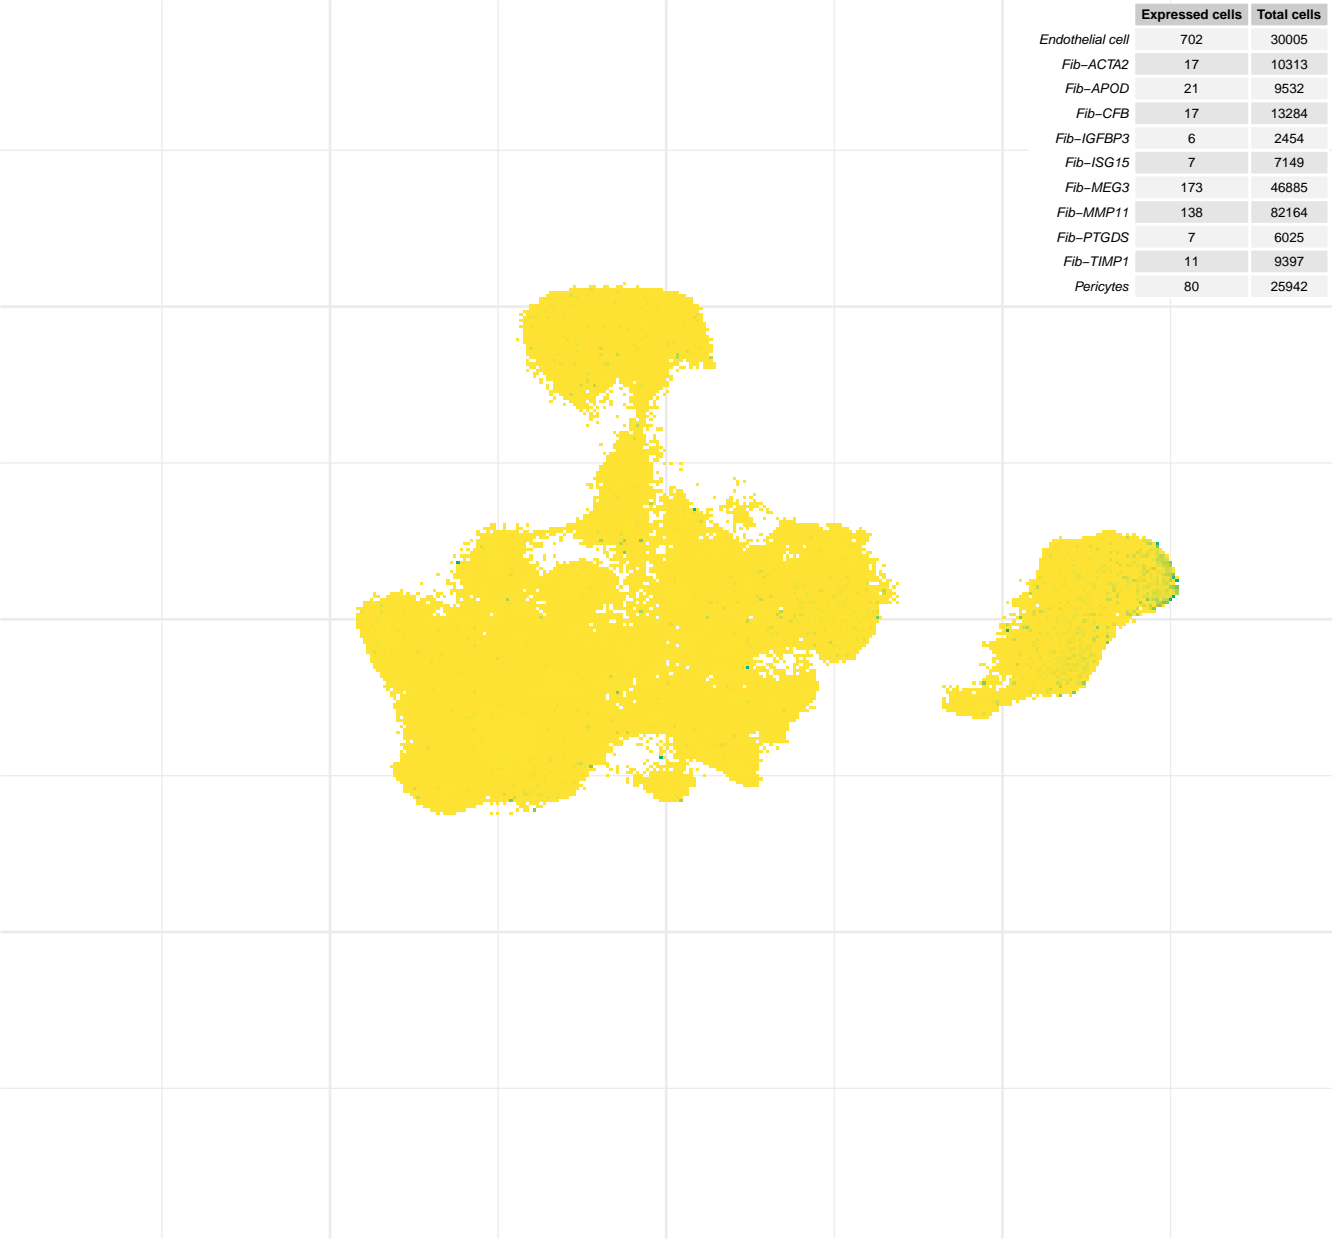 Expressed cells Total cells
Endothelial cell 702 30005
Fib−ACTA2 17 10313
Fib−APOD 21 9532
Fib−CFB 17 13284
Fib−IGFBP3 6 2454
Fib−ISG15 7 7149
Fib−MEG3 173 46885
Fib−MMP11 138 82164
Fib−PTGDS 7 6025
Fib−TIMP1 11 9397
Pericytes 80 25942